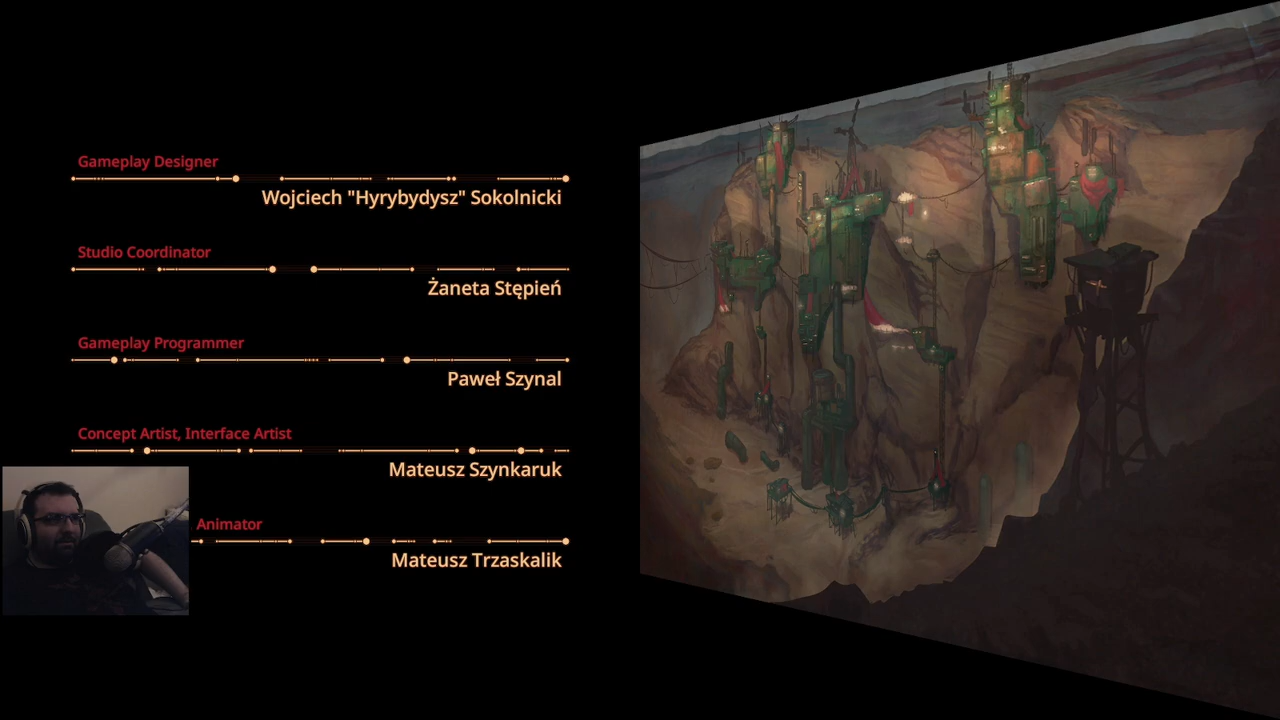 Gameplay Designer
Wojciech "Hyrybydysz" Sokolnicki
Studio Coordinator
Żaneta Stępień
Gameplay Programmer
Paweł Szynal
Concept Artist, Interface Artist
Mateusz Szynkaruk
Animator
Mateusz Trzaskalik